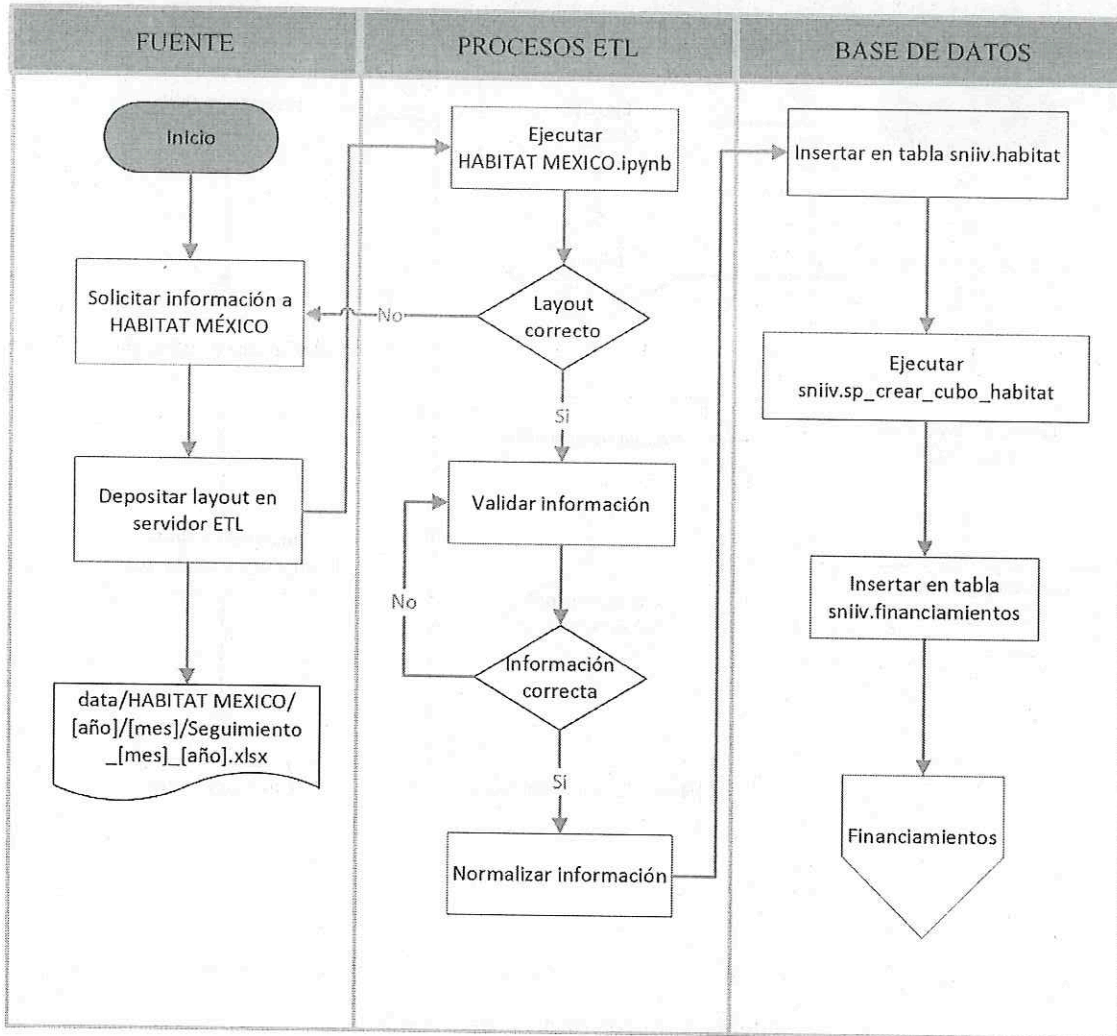 FUENTE
PROCESOS ETL
BASE DE DATOS
Inicio
Solicitar información a
HABITAT MÉXICO
Depositar layout en
servidor ETL
data/HABITAT MEXICO/
[año]/[mes]/Seguimiento
_[mes]_[año].xlsx
Ejecutar
HABITAT MEXICO.ipynb
Layout
correcto
No
Si
Validar información
No
Información
correcta
Si
Normalizar información
Insertar en tabla sniiv.habitat
Ejecutar
sniiv.sp_crear_cubo_habitat
Insertar en tabla
sniiv.financiamientos
Financiamientos